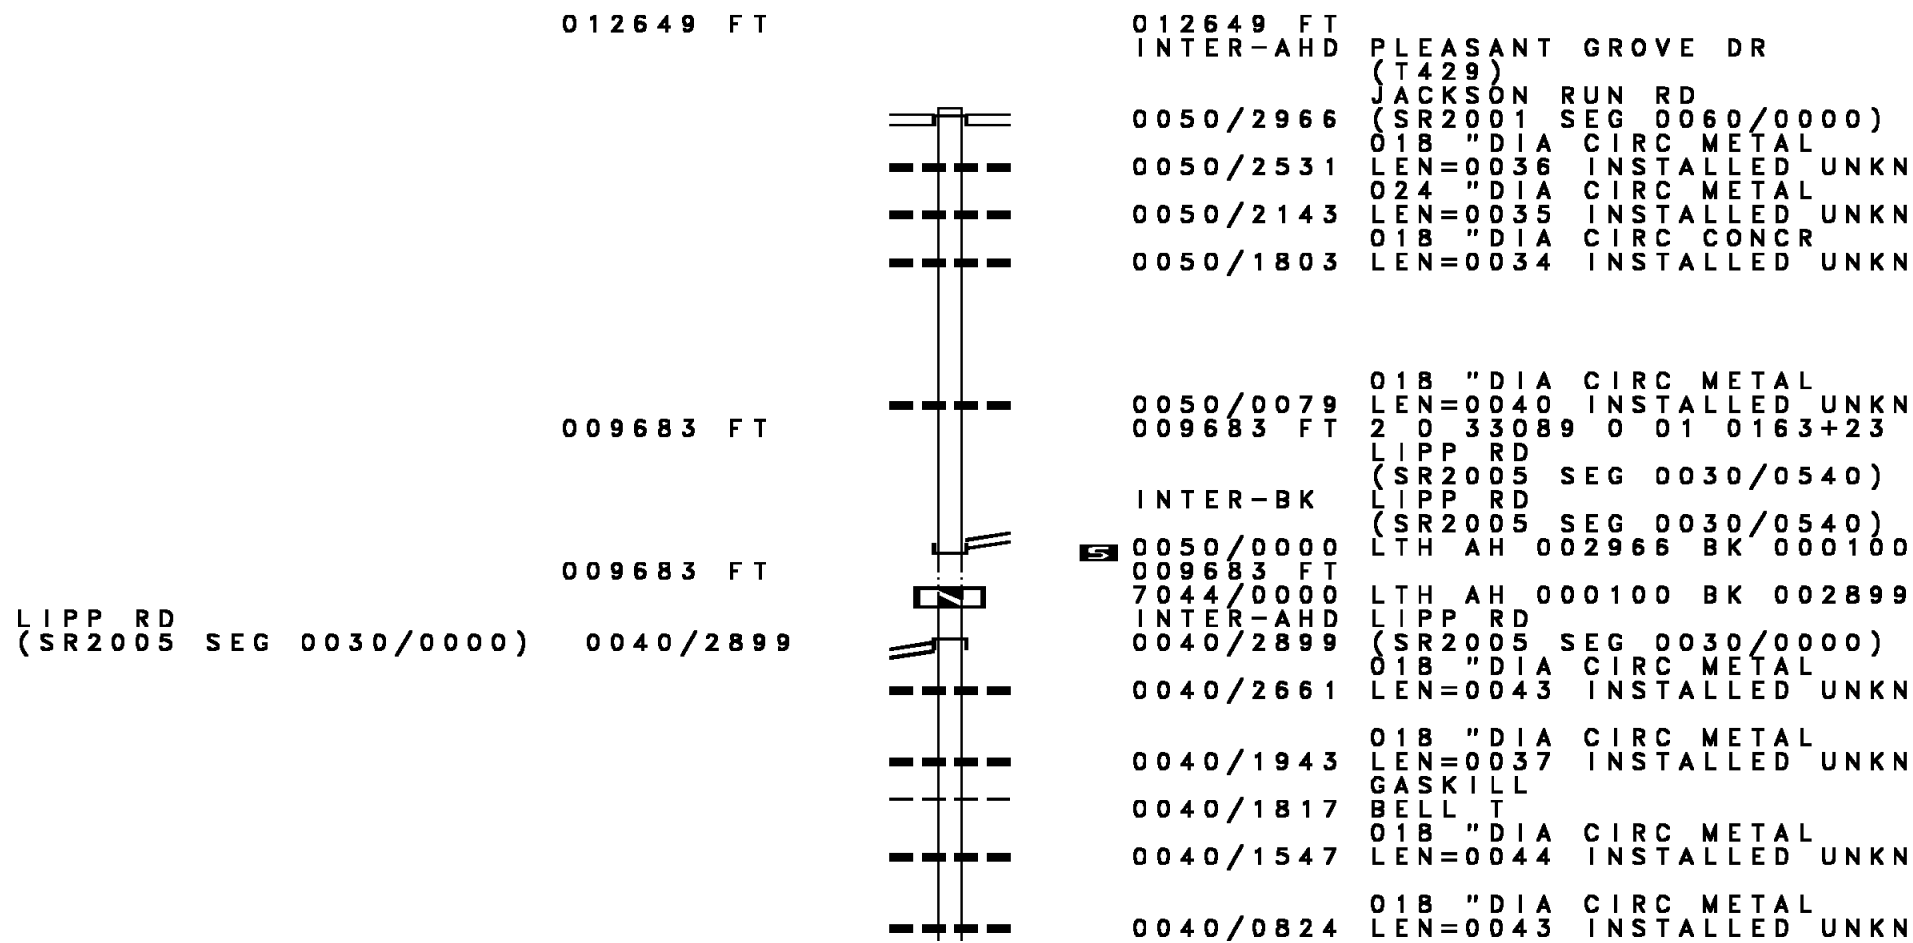 012649 FT 012649 FT
INTER-AHD PLEASANT GROVE DR
(T429)
JACKSON RUN RD
0050/2966 (SR2001 SEG 0060/0000)
018 "DIA CIRC METAL
0050/2531 LEN=0036 INSTALLED UNKN
024 "DIA CIRC METAL
0050/2143 LEN=0035 INSTALLED UNKN
018 "DIA CIRC CONCR
0050/1803 LEN=0034 INSTALLED UNKN
018 "DIA CIRC METAL
0050/0079 LEN=0040 INSTALLED UNKN
009683 FT 009683 FT 2 0 33089 0 01 0163+23
LIPP RD
(SR2005 SEG 0030/0540)
INTER-BK LIPP RD
(SR2005 SEG 0030/0540)
S 0050/0000 LTH AH 002966 BK 000100
009683 FT 009683 FT
7044/0000 LTH AH 000100 BK 002899
LIPP RD INTER-AHD LIPP RD
(SR2005 SEG 0030/0000) 0040/2899 0040/2899 (SR2005 SEG 0030/0000)
018 "DIA CIRC METAL
0040/2661 LEN=0043 INSTALLED UNKN
018 "DIA CIRC METAL
0040/1943 LEN=0037 INSTALLED UNKN
GASKILL
0040/1817 BELL T
018 "DIA CIRC METAL
0040/1547 LEN=0044 INSTALLED UNKN
018 "DIA CIRC METAL
0040/0824 LEN=0043 INSTALLED UNKN